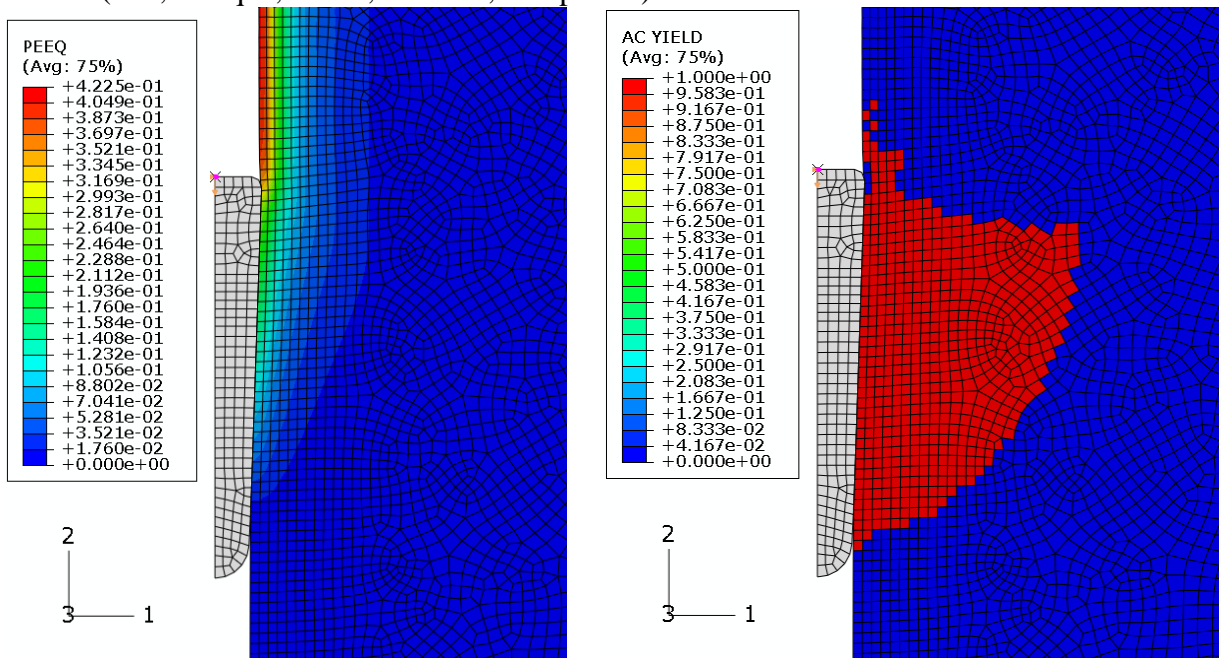 PEEQ
(Avg: 75%)
+4.225e-01
+4.049e-01
+3.873e-01
+3.697e-01
+3.521e-01
+3.345e-01
+3.169e-01
+2.993e-01
+2.817e-01
+2.640e-01
+2.464e-01
+2.288e-01
+2.112e-01
+1.936e-01
+1.760e-01
+1.584e-01
+1.408e-01
+1.232e-01
+1.056e-01
+8.802e-02
+7.041e-02
+5.281e-02
+3.521e-02
+1.760e-02
+0.000e+00
2
3
1
AC YIELD
(Avg: 75%)
+1.000e+00
+9.583e-01
+9.167e-01
+8.750e-01
+8.333e-01
+7.917e-01
+7.500e-01
+7.083e-01
+6.667e-01
+6.250e-01
+5.833e-01
+5.417e-01
+5.000e-01
+4.583e-01
+4.167e-01
+3.750e-01
+3.333e-01
+2.917e-01
+2.500e-01
+2.083e-01
+1.667e-01
+1.250e-01
+8.333e-02
+4.167e-02
+0.000e+00
2
3
1